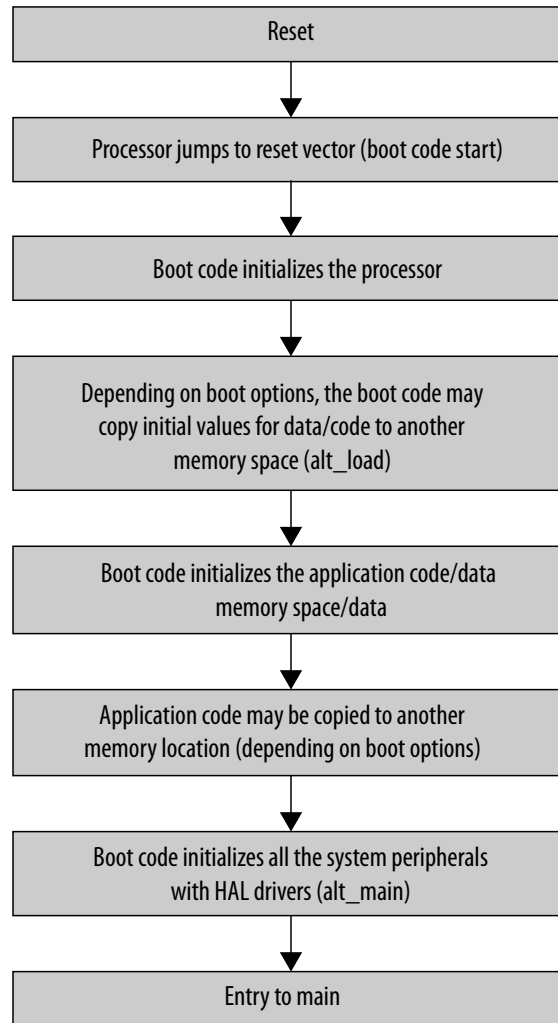 Reset
Processor jumps to reset vector (boot code start)
Boot code initializes the processor
Depending on boot options, the boot code may
copy initial values for data/code to another
memory space (alt_load)
Boot code initializes the application code/data
memory space/data
Application code may be copied to another
memory location (depending on boot options)
Boot code initializes all the system peripherals
with HAL drivers (alt_main)
Entry to main